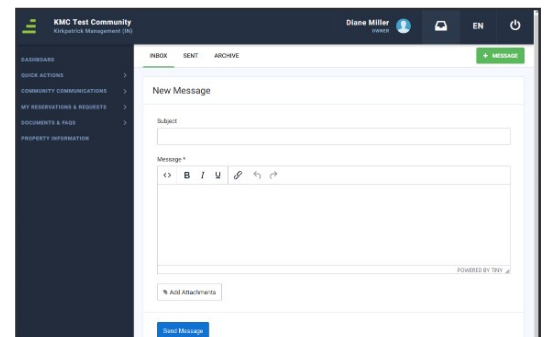 KMC Test Community
Kirkpatrick Management (IN)
Diane Miller
OWNER
EN
DASHBOARD
QUICK ACTIONS
COMMUNITY COMMUNICATIONS
MY RESERVATIONS & REQUESTS
DOCUMENTS & FAQS
PROPERTY INFORMATION
INBOX SENT ARCHIVE
+ MESSAGE
New Message
Subject
Message *
<> B I U
POWERED BY TINY
Add Attachments
Send Message